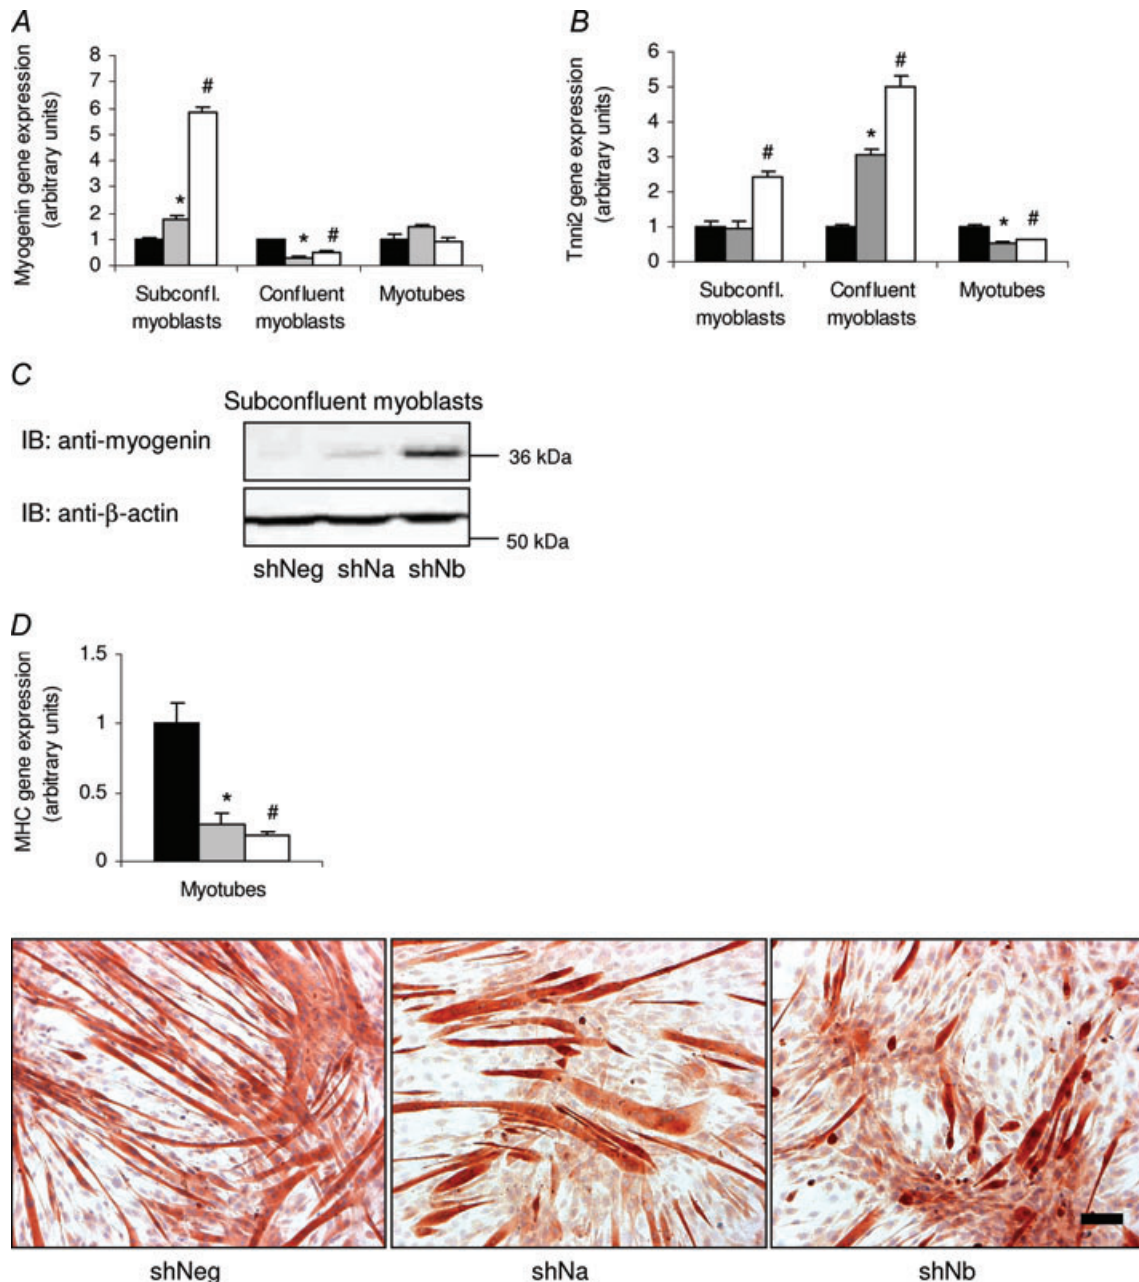 A
Myogenin gene expression
(arbitrary units)
8
7
6
5
4
3
2
1
0
*
#
*
#
Subconfl.
myoblasts
Confluent
myoblasts
Myotubes
B
Tnni2 gene expression
(arbitrary units)
6
5
4
3
2
1
0
#
*
#
*
#
Subconfl.
myoblasts
Confluent
myoblasts
Myotubes
C
Subconfluent myoblasts
IB: anti-myogenin
36 kDa
IB: anti-β-actin
50 kDa
shNeg shNa shNb
D
MHC gene expression
(arbitrary units)
1.5
1
0.5
0
*
#
Myotubes
shNeg
shNa
shNb